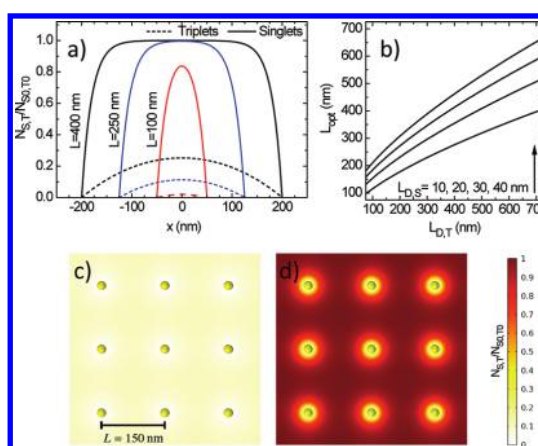 a)
Triplets
Singlets
N_S,T/N_S0,T0
1.0
0.8
0.6
0.4
0.2
0.0
L=400 nm
L=250 nm
L=100 nm
-200 -100 0 100 200
x (nm)
b)
L_opt (nm)
700
600
500
400
300
200
100
L_D,S= 10, 20, 30, 40 nm
100 200 300 400 500 600 700
L_D,T (nm)
c)
L = 150 nm
d)
1
0.9
0.8
0.7
0.6
0.5
0.4
0.3
0.2
0.1
0
N_S,T/N_S0,T0